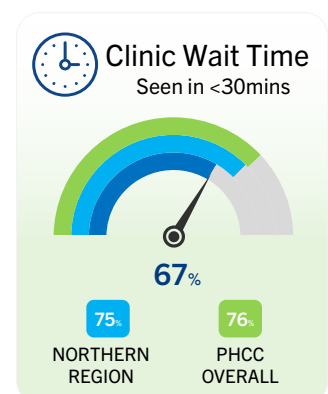 Clinic Wait Time
Seen in <30mins
67%
75%
76%
NORTHERN
REGION
PHCC
OVERALL